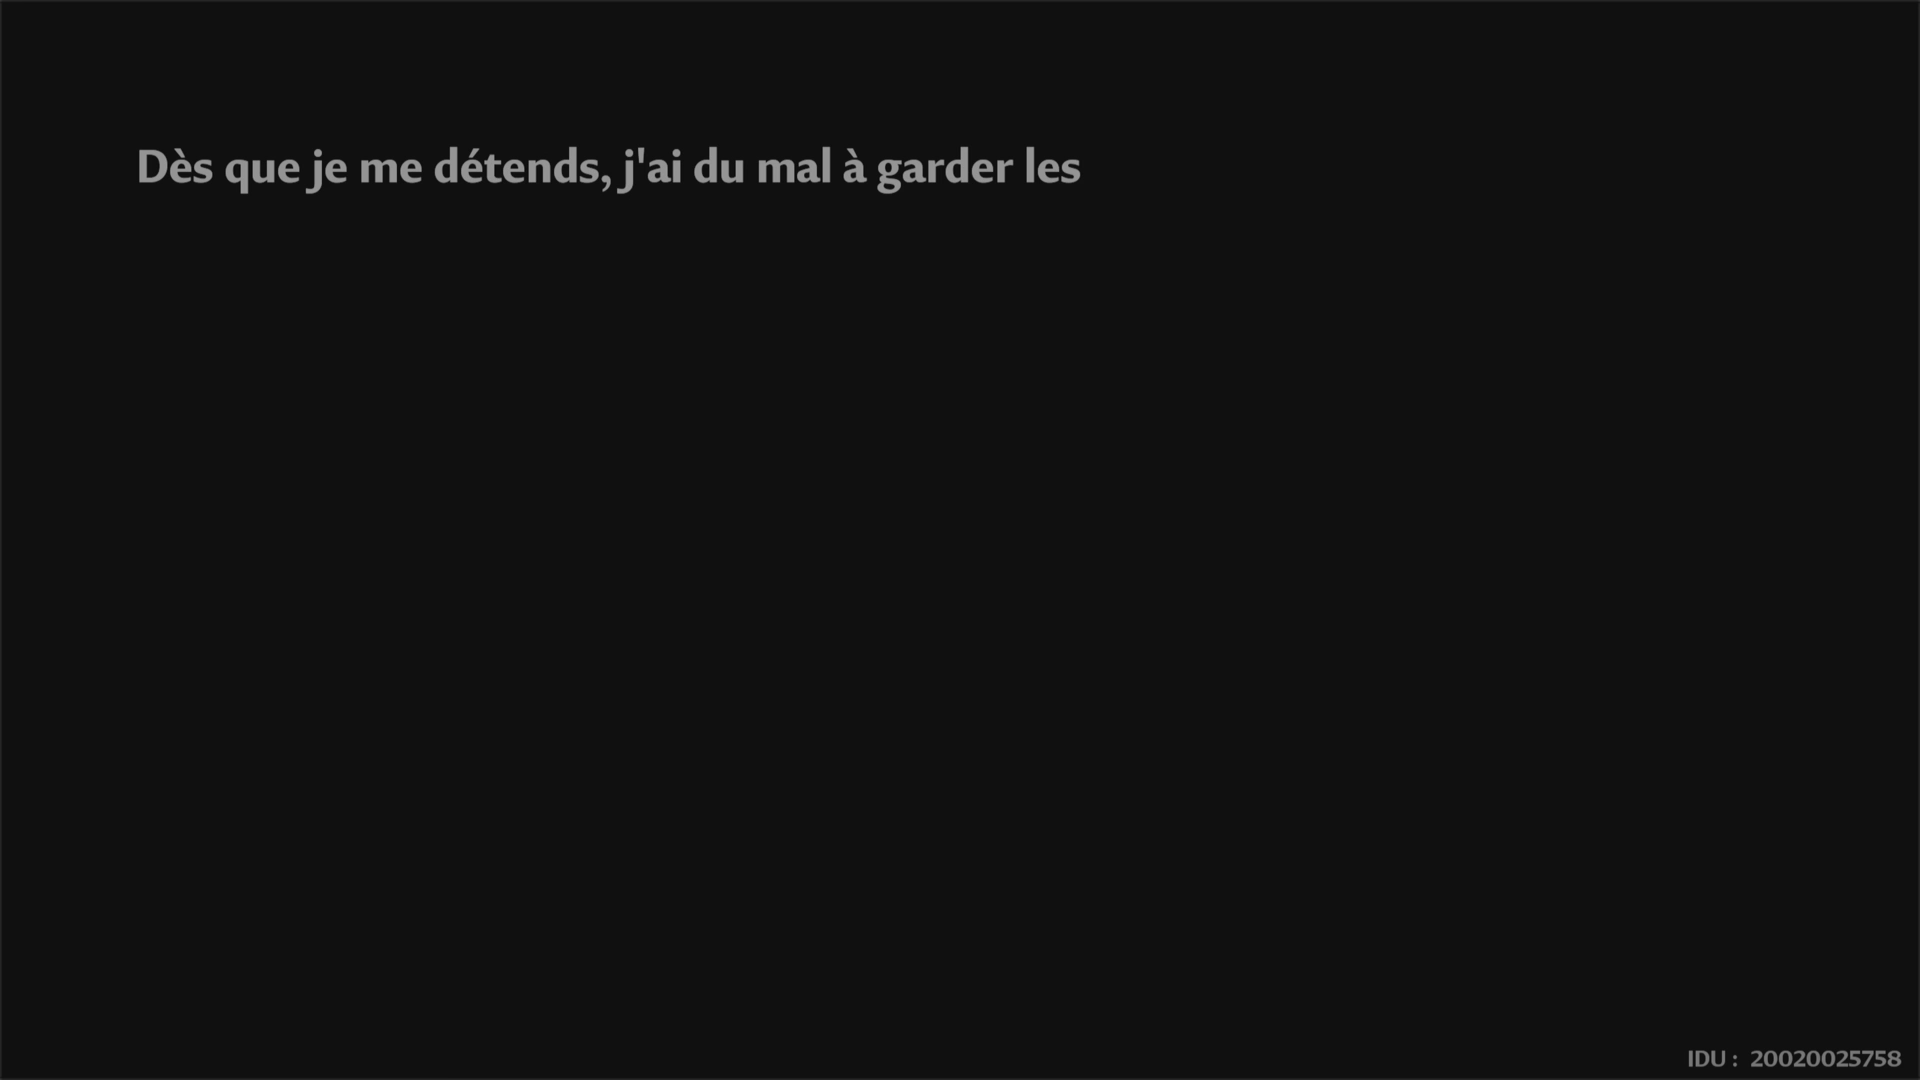 Dès que je me détends, j'ai du mal à garder les
IDU : 20020025758